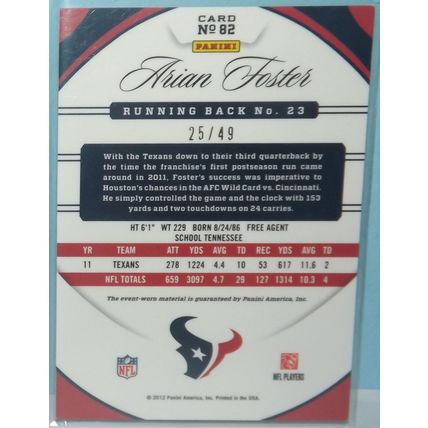 CARD
Nº 82
PANINI
Arian Foster
RUNNING BACK No. 23
25/49
With the Texans down to their third quarterback by
the time the franchise's first postseason run came
around in 2011, Foster's success was imperative to
Houston's chances in the AFC Wild Card vs. Cincinnati.
He simply controlled the game and the clock with 153
yards and two touchdowns on 24 carries.
HT 6'1" WT 229 BORN 8/24/86 FREE AGENT
SCHOOL TENNESSEE
YR TEAM ATT YDS AVG TD REC YDS AVG TD
11 TEXANS 278 1224 4.4 10 53 617 11.6 2
NFL TOTALS 659 3097 4.7 29 127 1314 10.3 4
The event-worn material is guaranteed by Panini America, Inc.
NFL
NFL PLAYERS
© 2012 Panini America, Inc. Printed in the USA.